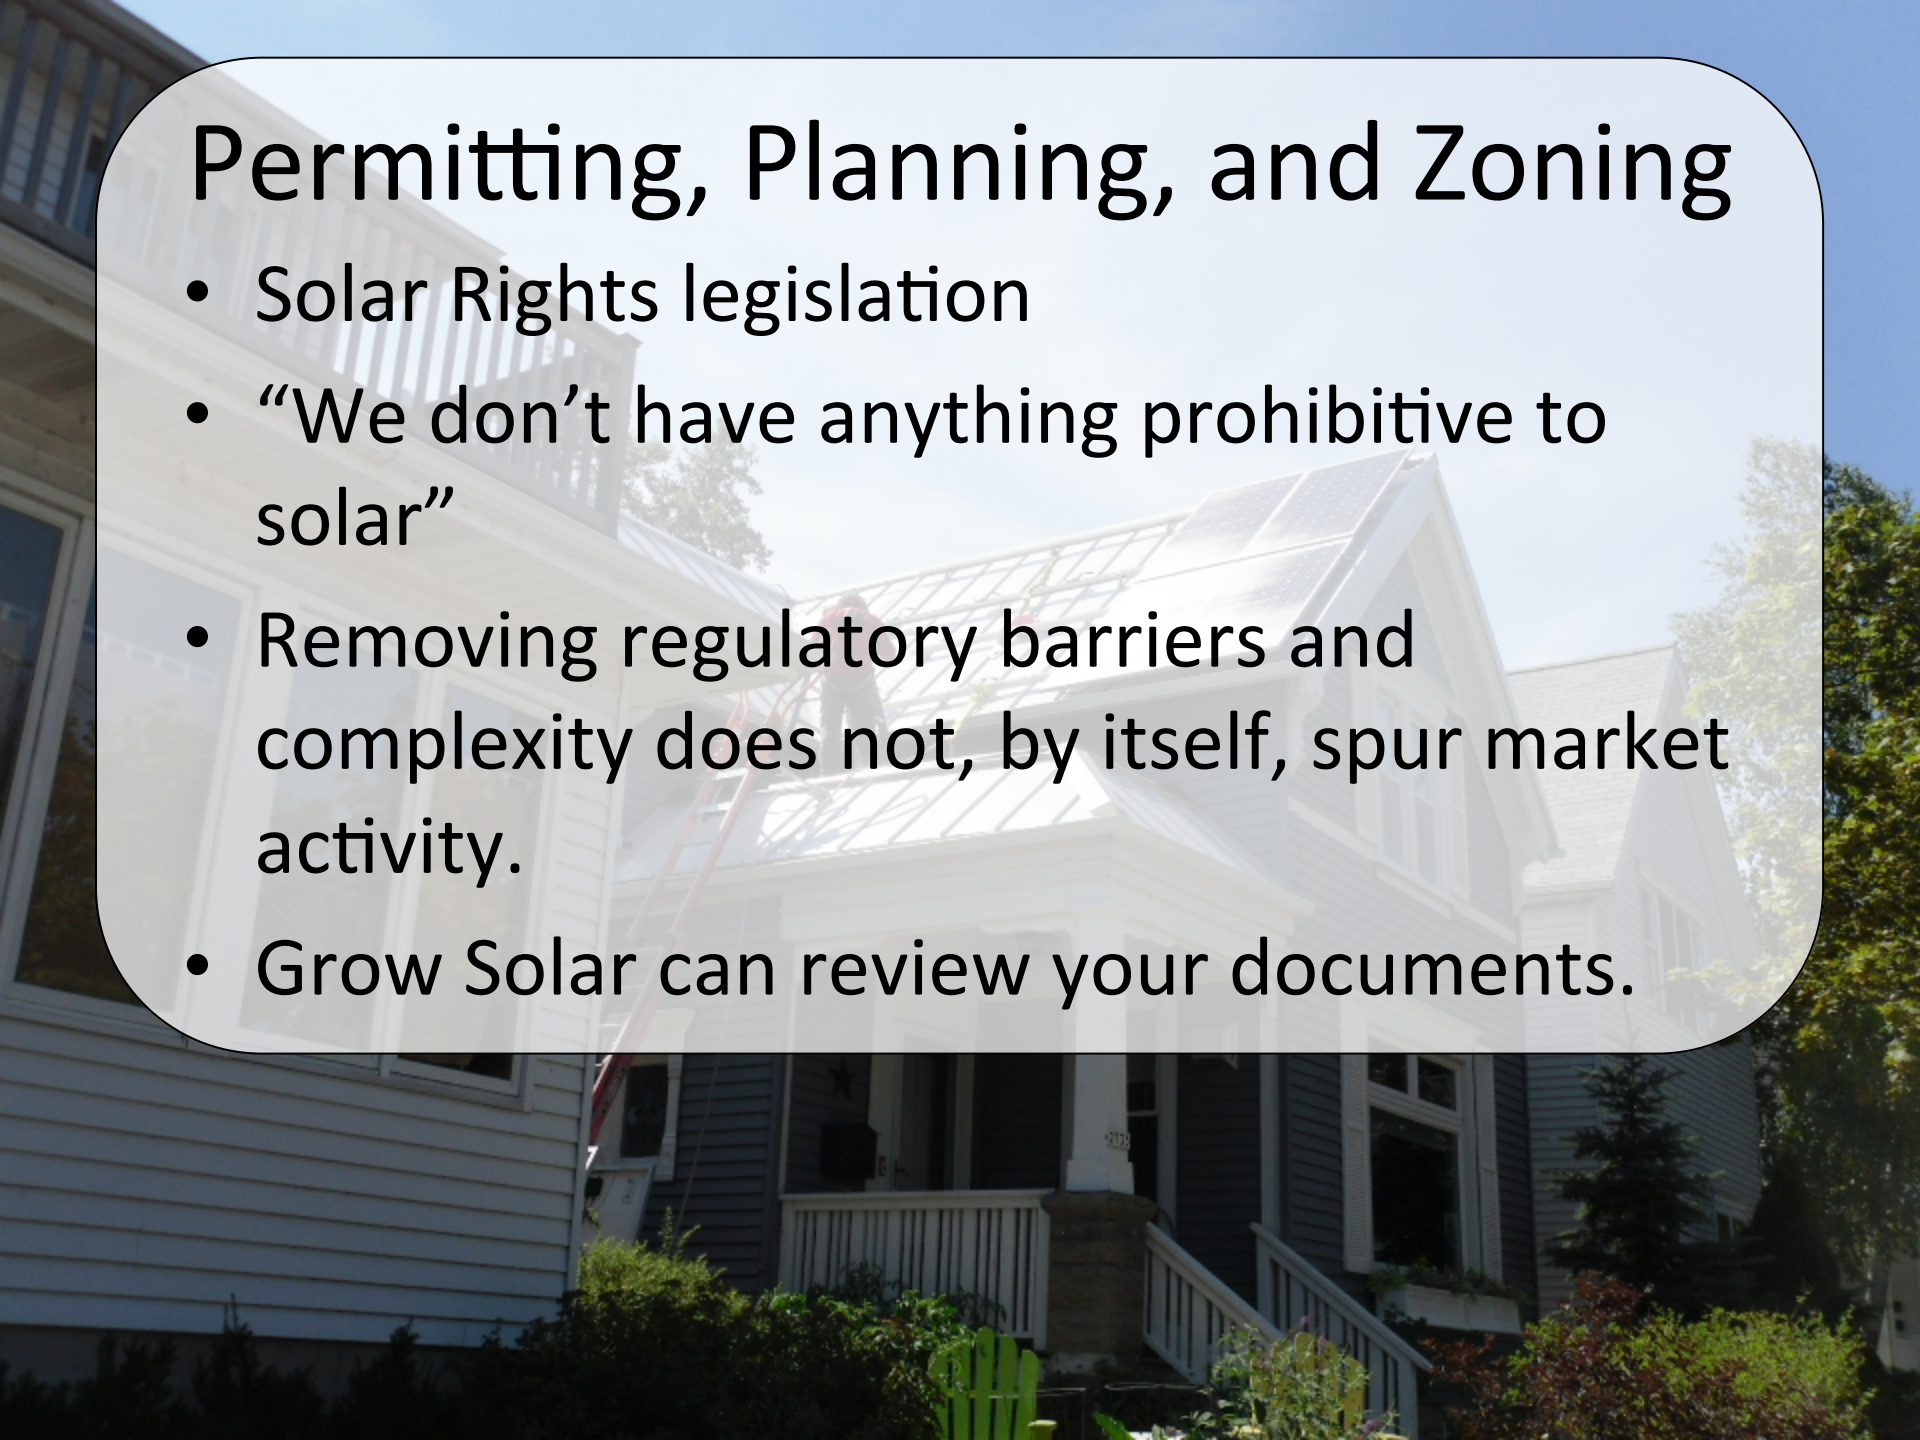 Permitting, Planning, and Zoning
• Solar Rights legislation
• “We don’t have anything prohibitive to
solar”
• Removing regulatory barriers and
complexity does not, by itself, spur market
activity.
• Grow Solar can review your documents.